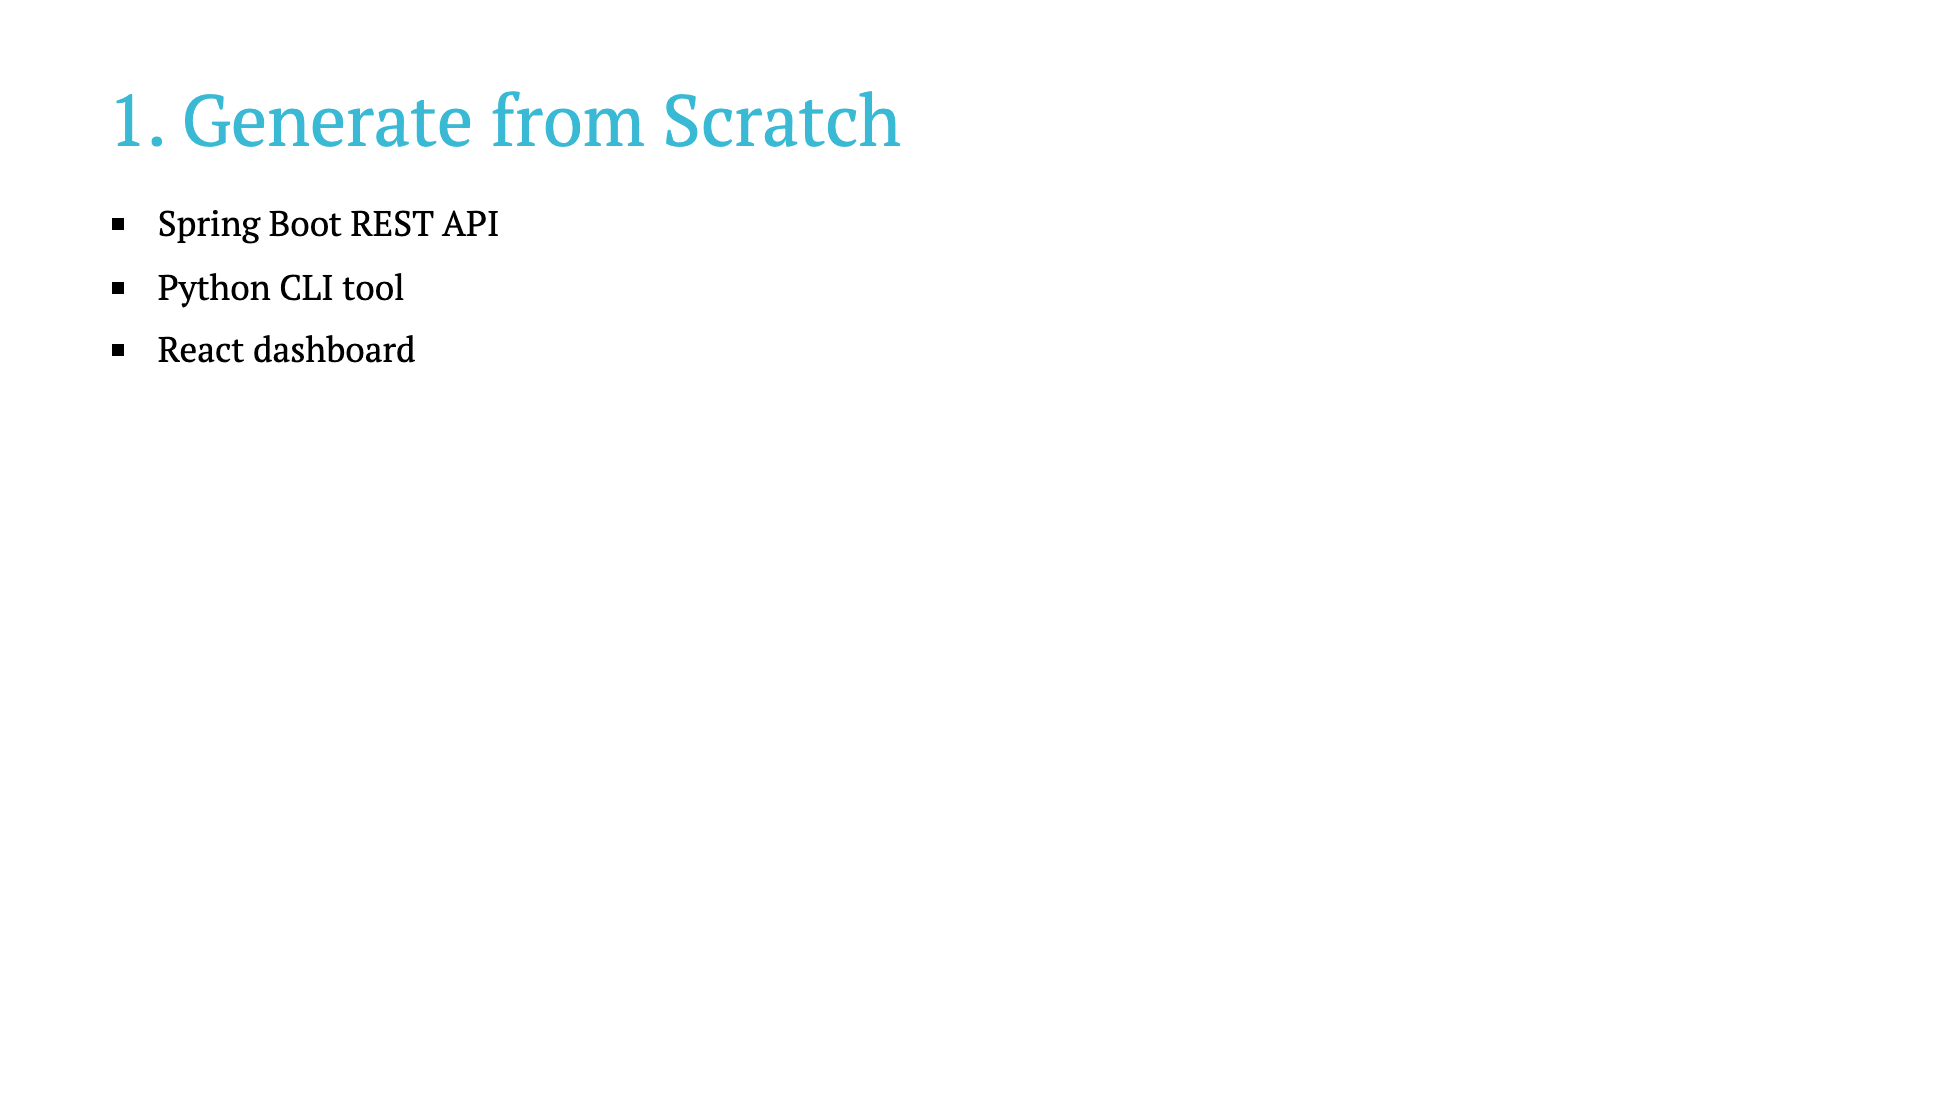 1. Generate from Scratch
▪ Spring Boot REST API
▪ Python CLI tool
▪ React dashboard